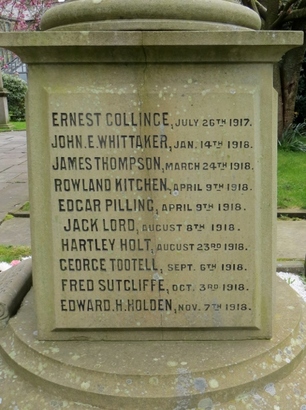 ERNEST COLLINGE, JULY 26TH 1917.
JOHN.E.WHITTAKER, JAN. 14TH 1918.
JAMES THOMPSON, MARCH 24TH 1918.
ROWLAND KITCHEN, APRIL 9TH 1918.
EDGAR PILLING, APRIL 9TH 1918.
JACK LORD, AUGUST 8TH 1918.
HARTLEY HOLT, AUGUST 23RD 1918.
GEORGE TOOTELL, SEPT. 6TH 1918.
FRED SUTCLIFFE, OCT. 3RD 1918.
EDWARD.H.HOLDEN, NOV. 7TH 1918.